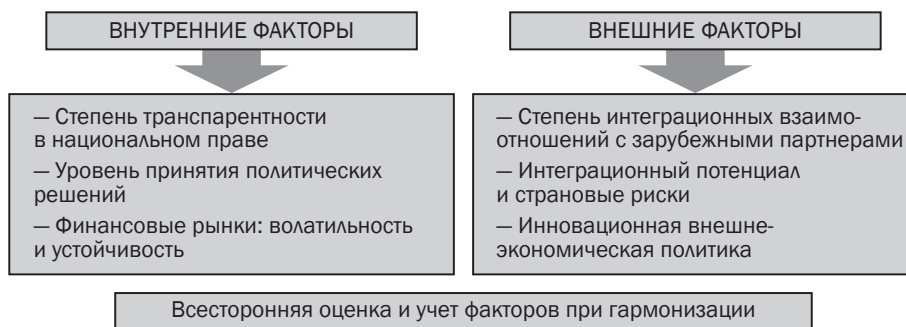 ВНУТРЕННИЕ ФАКТОРЫ
— Степень транспарентности
в национальном праве
— Уровень принятия политических
решений
— Финансовые рынки: волатильность
и устойчивость
ВНЕШНИЕ ФАКТОРЫ
— Степень интеграционных взаимо-
отношений с зарубежными партнерами
— Интеграционный потенциал
и страновые риски
— Инновационная внешне-
экономическая политика
Всесторонняя оценка и учет факторов при гармонизации